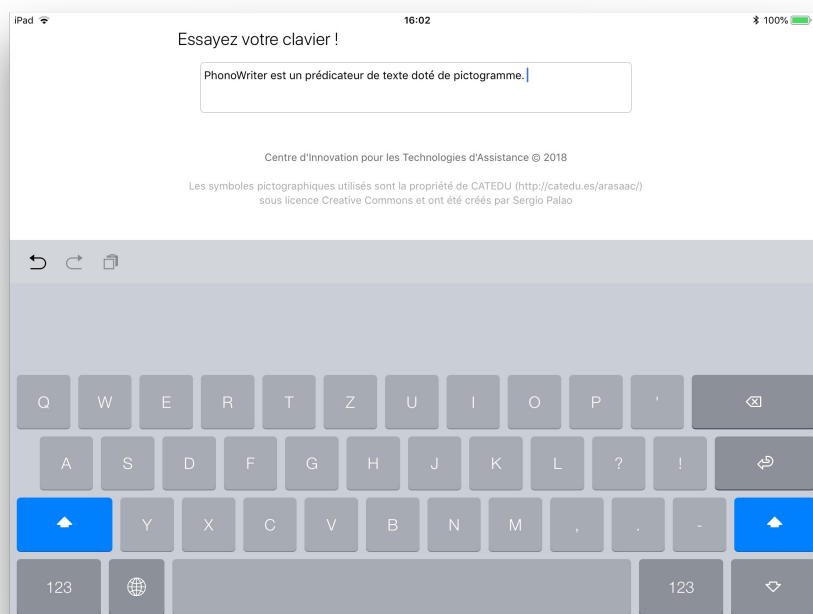 iPad 16:02 100%
Essayez votre clavier !
PhonoWriter est un prédicateur de texte doté de pictogramme.
Centre d'Innovation pour les Technologies d'Assistance © 2018
Les symboles pictographiques utilisés sont la propriété de CATEDU (http://catedu.es/arasaac/)
sous licence Creative Commons et ont été créés par Sergio Palao
Q W E R T Z U I O P '
A S D F G H J K L ? !
Y X C V B N M , . -
123 123